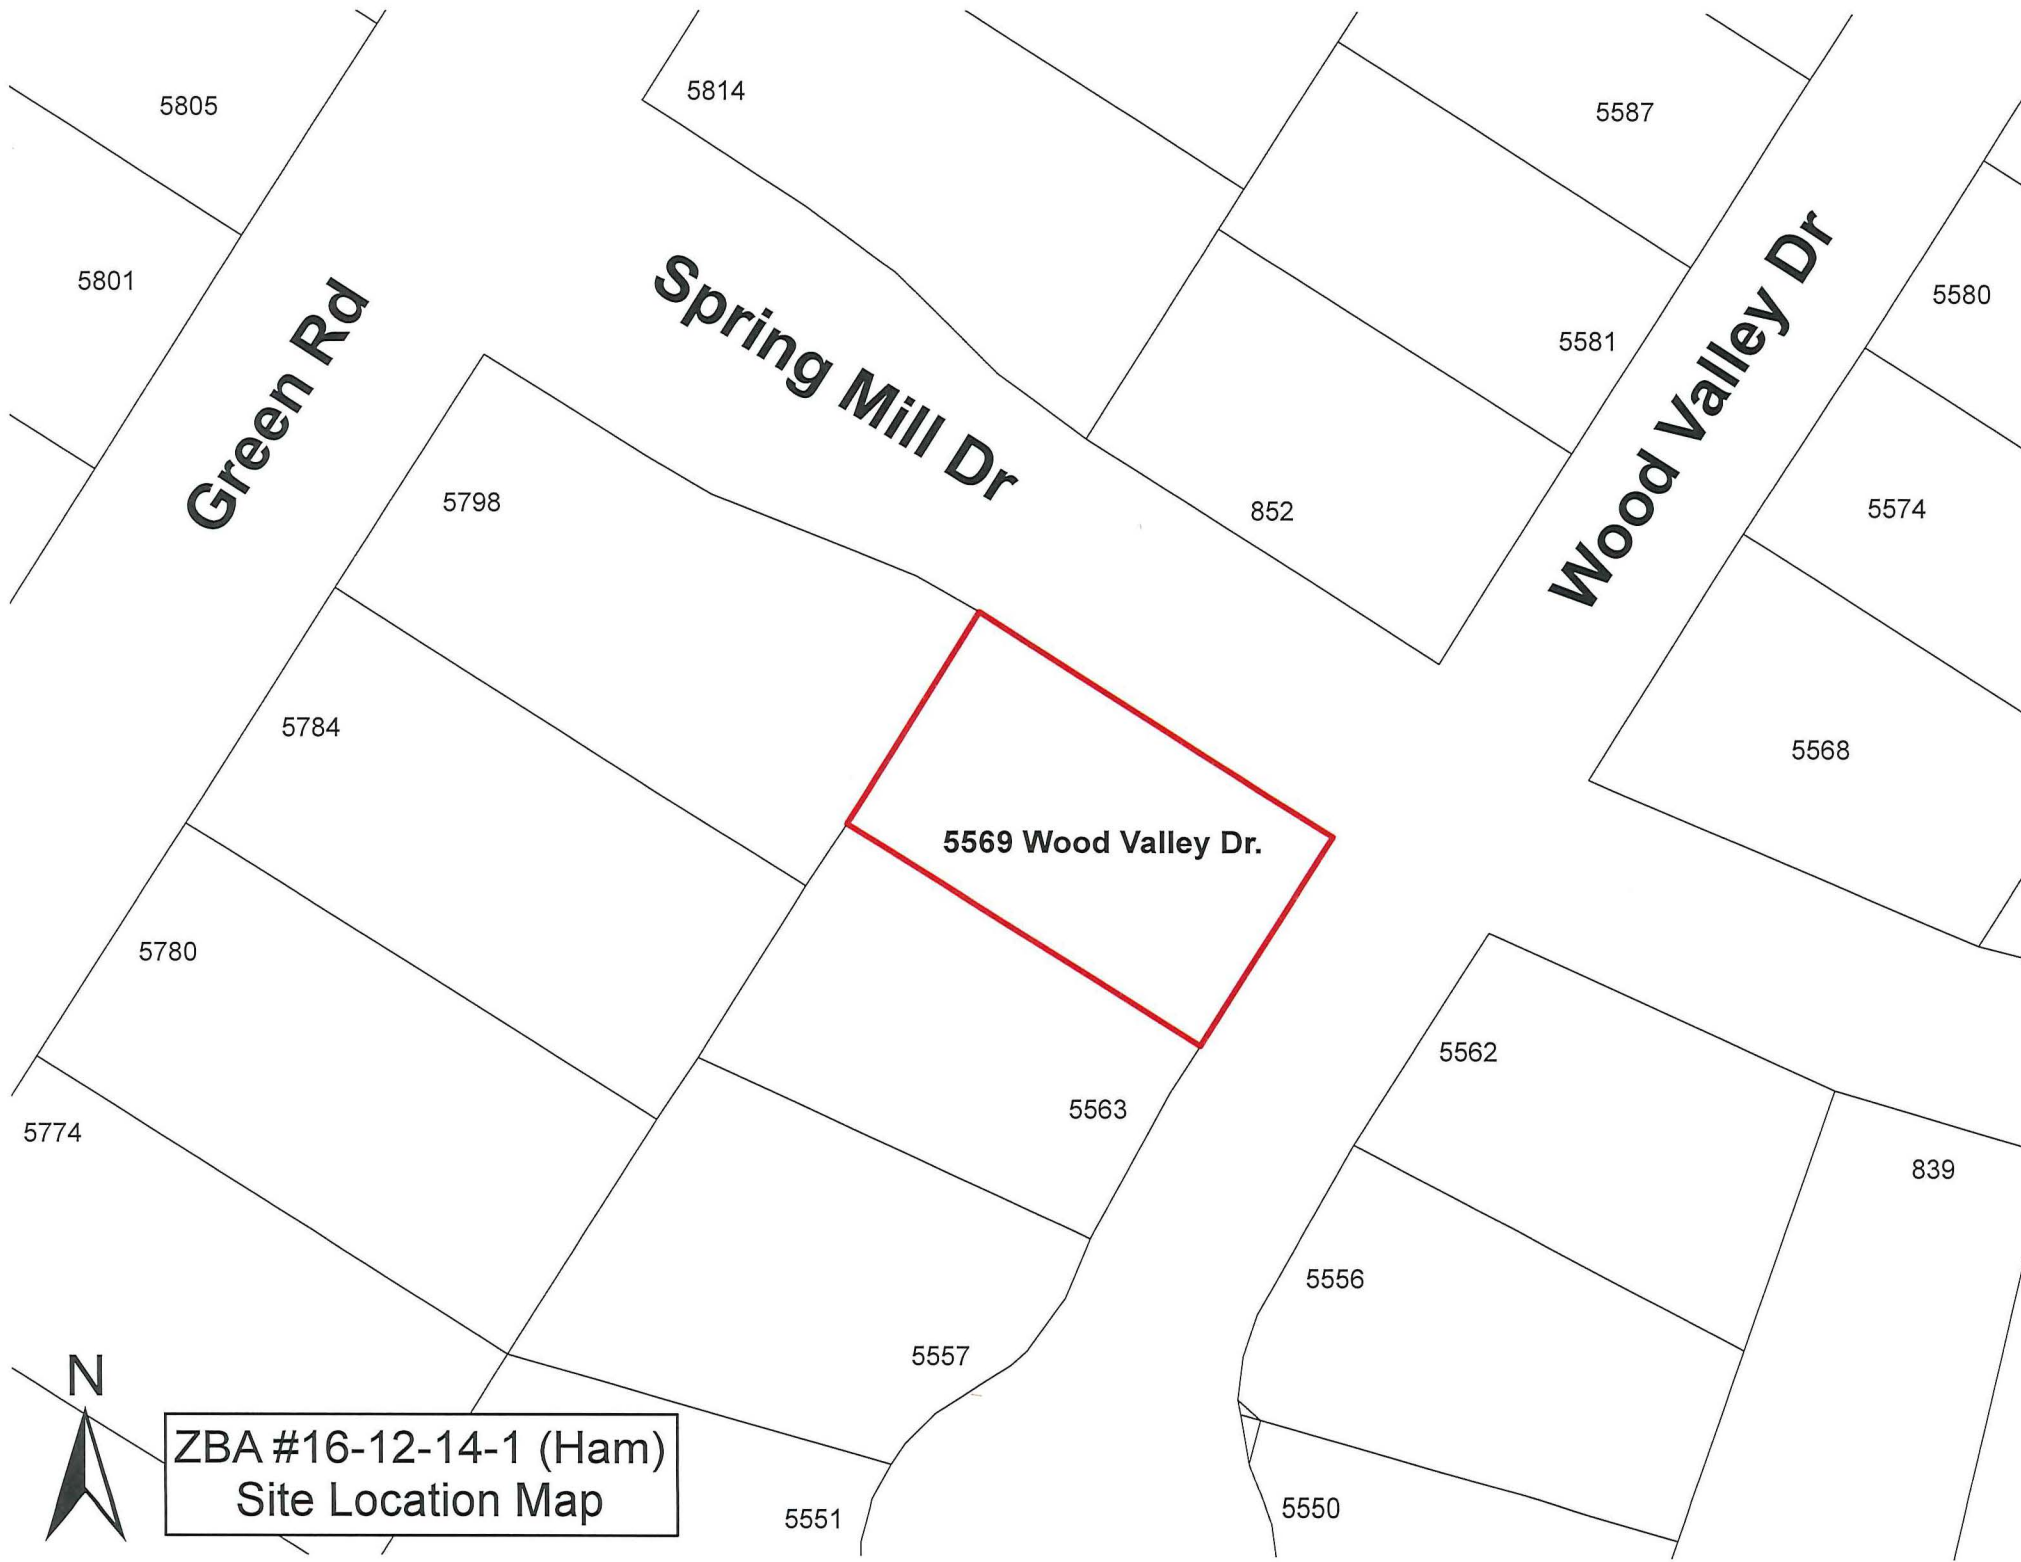 5805
5814
5587
5801
Green Rd
Spring Mill Dr
Wood Valley Dr
5580
5581
5798
852
5574
5784
5568
5569 Wood Valley Dr.
5780
5562
5563
5774
839
5556
5557
N
ZBA #16-12-14-1 (Ham)
Site Location Map
5551
5550